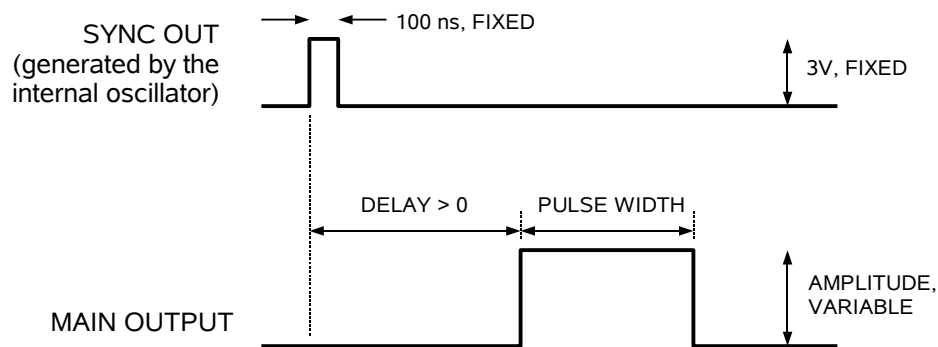 100 ns, FIXED
SYNC OUT
(generated by the
internal oscillator)
3V, FIXED
DELAY > 0
PULSE WIDTH
AMPLITUDE,
VARIABLE
MAIN OUTPUT